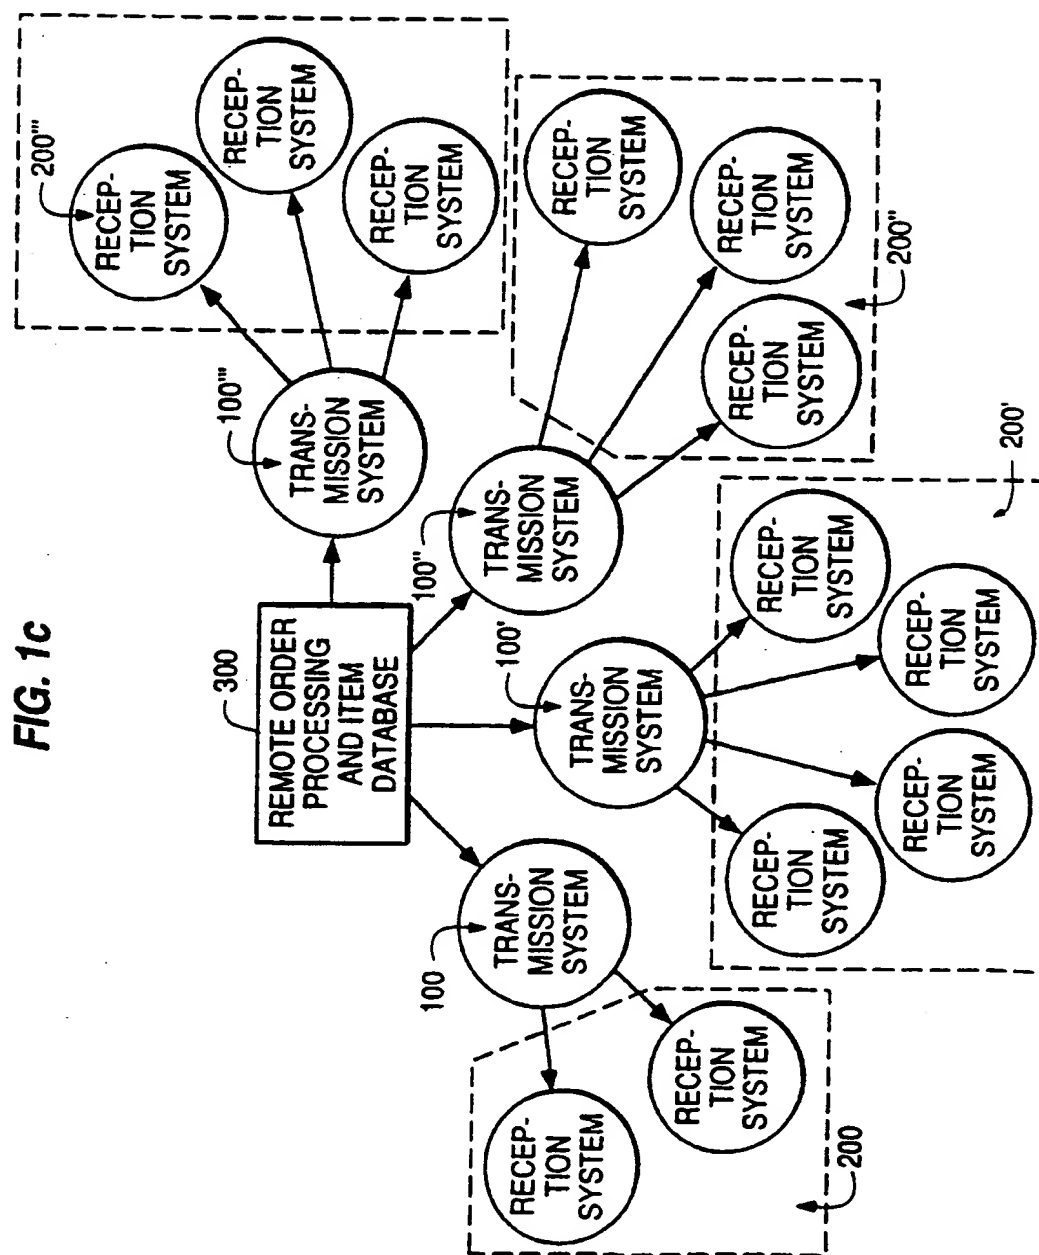 FIG. 1c
300
REMOTE ORDER
PROCESSING
AND ITEM
DATABASE
100
TRANS-
MISSION
SYSTEM
RECEP-
TION
SYSTEM
RECEP-
TION
SYSTEM
200
100'
TRANS-
MISSION
SYSTEM
RECEP-
TION
SYSTEM
RECEP-
TION
SYSTEM
RECEP-
TION
SYSTEM
RECEP-
TION
SYSTEM
200'
100''
TRANS-
MISSION
SYSTEM
RECEP-
TION
SYSTEM
RECEP-
TION
SYSTEM
RECEP-
TION
SYSTEM
200''
100'''
TRANS-
MISSION
SYSTEM
200'''
RECEP-
TION
SYSTEM
RECEP-
TION
SYSTEM
RECEP-
TION
SYSTEM